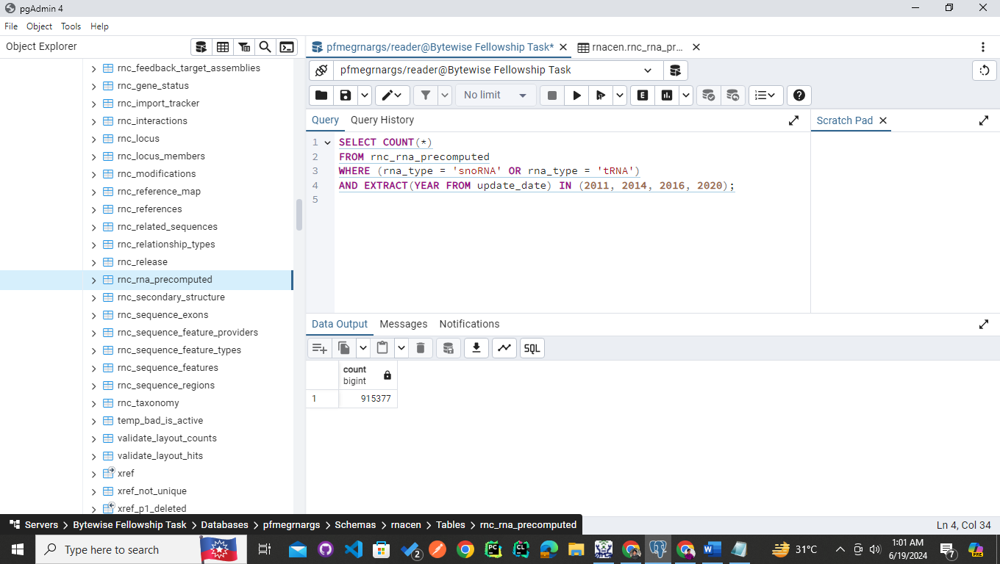 pgAdmin 4
File Object Tools Help
Object Explorer
rnc_feedback_target_assemblies
rnc_gene_status
rnc_import_tracker
rnc_interactions
rnc_locus
rnc_locus_members
rnc_modifications
rnc_reference_map
rnc_references
rnc_related_sequences
rnc_relationship_types
rnc_release
rnc_rna_precomputed
rnc_secondary_structure
rnc_sequence_exons
rnc_sequence_feature_providers
rnc_sequence_feature_types
rnc_sequence_features
rnc_sequence_regions
rnc_taxonomy
temp_bad_is_active
validate_layout_counts
validate_layout_hits
xref
xref_not_unique
xref_p1_deleted
pfmegrnargs/reader@Bytewise Fellowship Task* rnacen.rnc_rna_pr...
pfmegrnargs/reader@Bytewise Fellowship Task
No limit E
Query Query History
Scratch Pad
1 SELECT COUNT(*)
2 FROM rnc_rna_precomputed
3 WHERE (rna_type = 'snoRNA' OR rna_type = 'tRNA')
4 AND EXTRACT(YEAR FROM update_date) IN (2011, 2014, 2016, 2020);
5
Data Output Messages Notifications
SQL
count
bigint
1 915377
Servers > Bytewise Fellowship Task > Databases > pfmegrnargs > Schemas > rnacen > Tables > rnc_rna_precomputed
Ln 4, Col 34
Type here to search
2
PC
CL
W
31°C
1:01 AM
6/19/2024
7
PRE